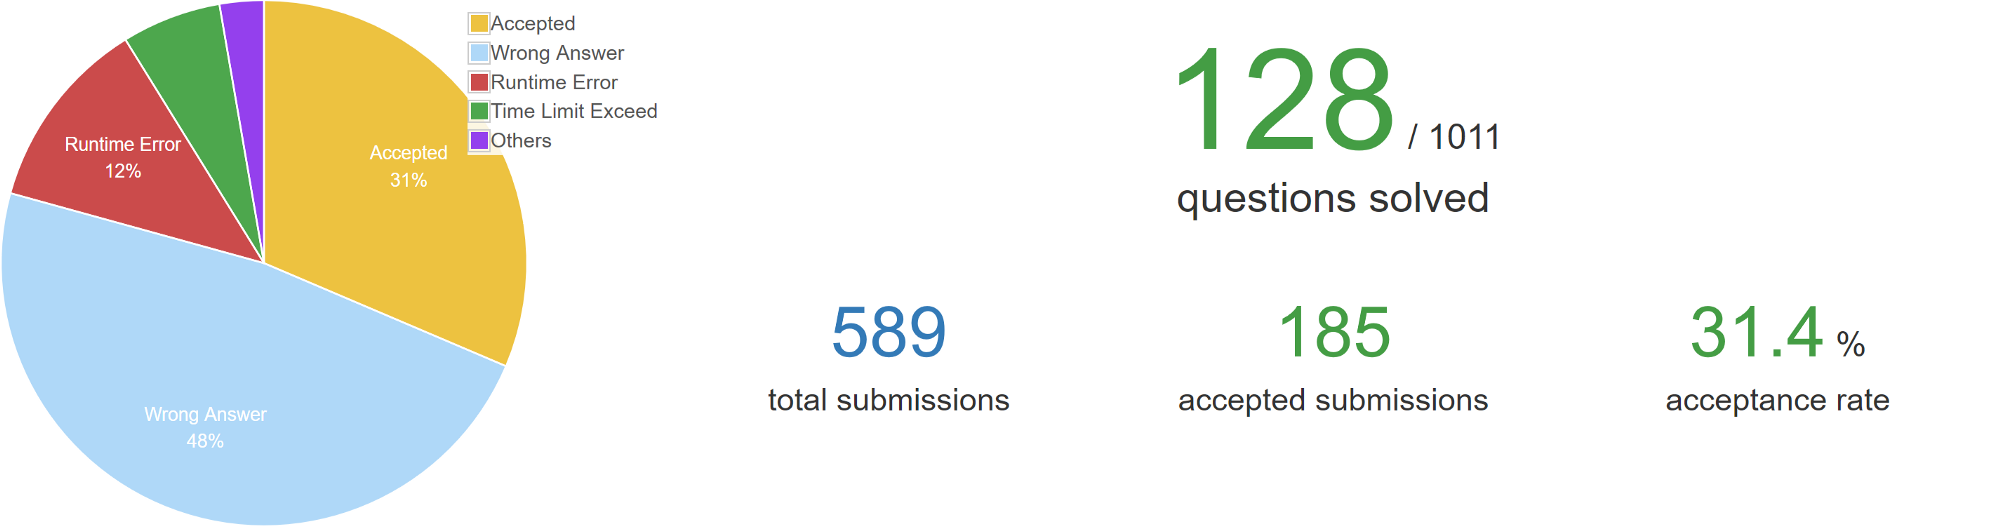 Accepted
Wrong Answer
Runtime Error
Time Limit Exceed
Others
Runtime Error
12%
Accepted
31%
Wrong Answer
48%
128 / 1011
questions solved
589
total submissions
185
accepted submissions
31.4 %
acceptance rate